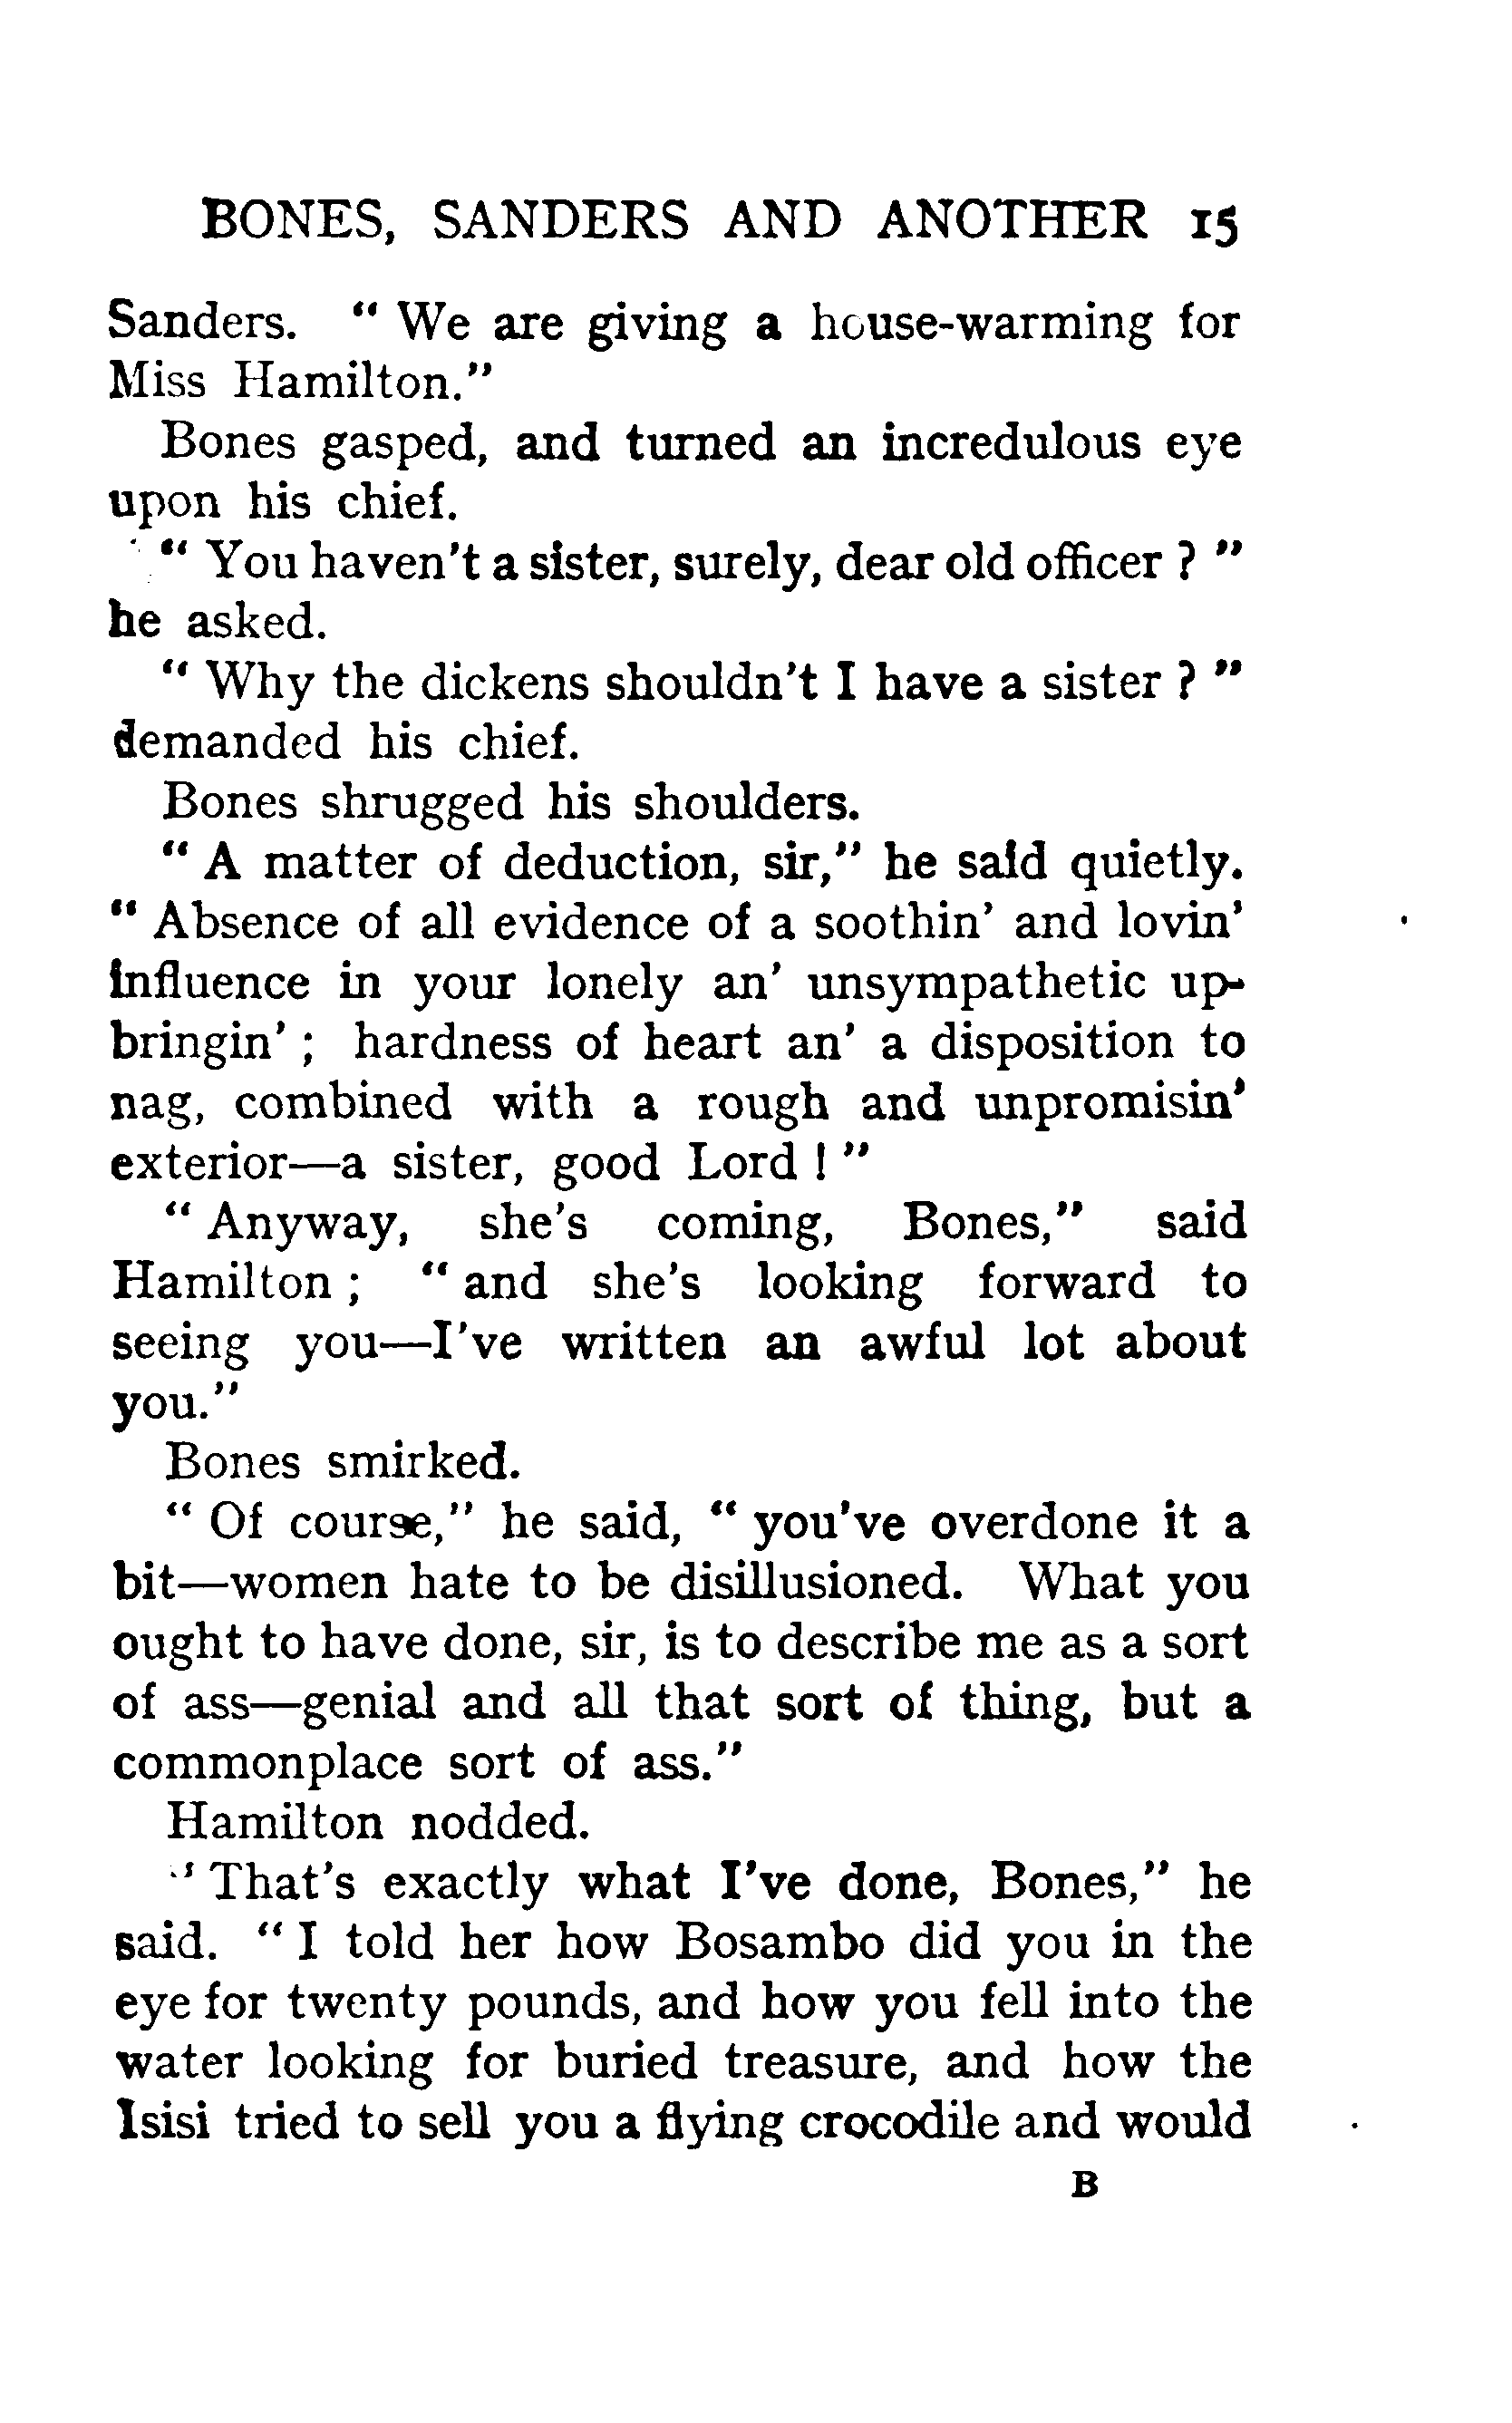 BONES, SANDERS AND ANOTHER 15
Sanders. " We are giving a house-warming for
Miss Hamilton."
Bones gasped, and turned an incredulous eye
upon his chief.
" You haven't a sister, surely, dear old officer ? "
he asked.
" Why the dickens shouldn't I have a sister ? "
demanded his chief.
Bones shrugged his shoulders.
" A matter of deduction, sir," he said quietly.
" Absence of all evidence of a soothin' and lovin'
influence in your lonely an' unsympathetic up-
bringin' ; hardness of heart an' a disposition to
nag, combined with a rough and unpromisin'
exterior—a sister, good Lord ! "
" Anyway, she's coming, Bones," said
Hamilton ; " and she's looking forward to
seeing you—I've written an awful lot about
you."
Bones smirked.
" Of course," he said, " you've overdone it a
bit—women hate to be disillusioned. What you
ought to have done, sir, is to describe me as a sort
of ass—genial and all that sort of thing, but a
commonplace sort of ass."
Hamilton nodded.
" That's exactly what I've done, Bones," he
said. " I told her how Bosambo did you in the
eye for twenty pounds, and how you fell into the
water looking for buried treasure, and how the
Isisi tried to sell you a flying crocodile and would
B